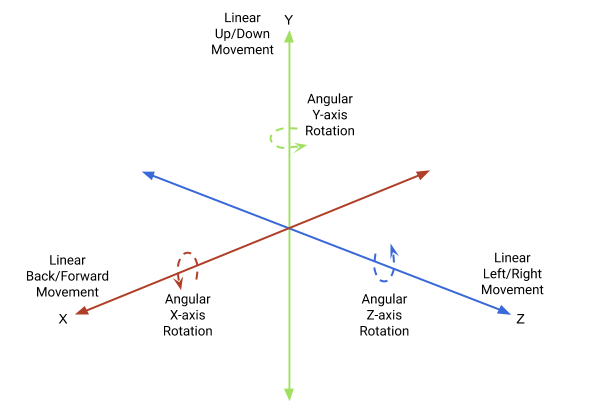 Linear
Up/Down
Movement
Y
Angular
Y-axis
Rotation
Linear
Back/Forward
Movement
X
Angular
X-axis
Rotation
Angular
Z-axis
Rotation
Linear
Left/Right
Movement
Z